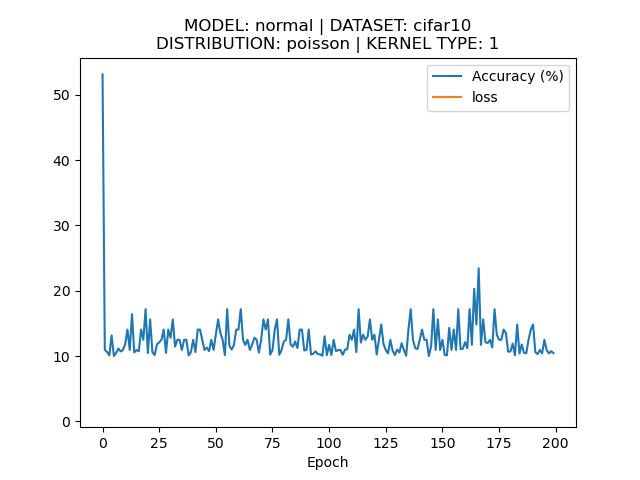 MODEL: normal | DATASET: cifar10
DISTRIBUTION: poisson | KERNEL TYPE: 1
Accuracy (%)
loss
50
40
30
20
10
0
0 25 50 75 100 125 150 175 200
Epoch